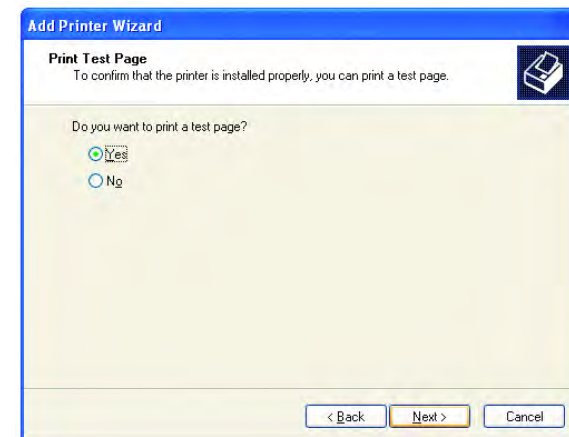 Add Printer Wizard
Print Test Page
To confirm that the printer is installed properly, you can print a test page.
Do you want to print a test page?
Yes
No
< Back
Next >
Cancel